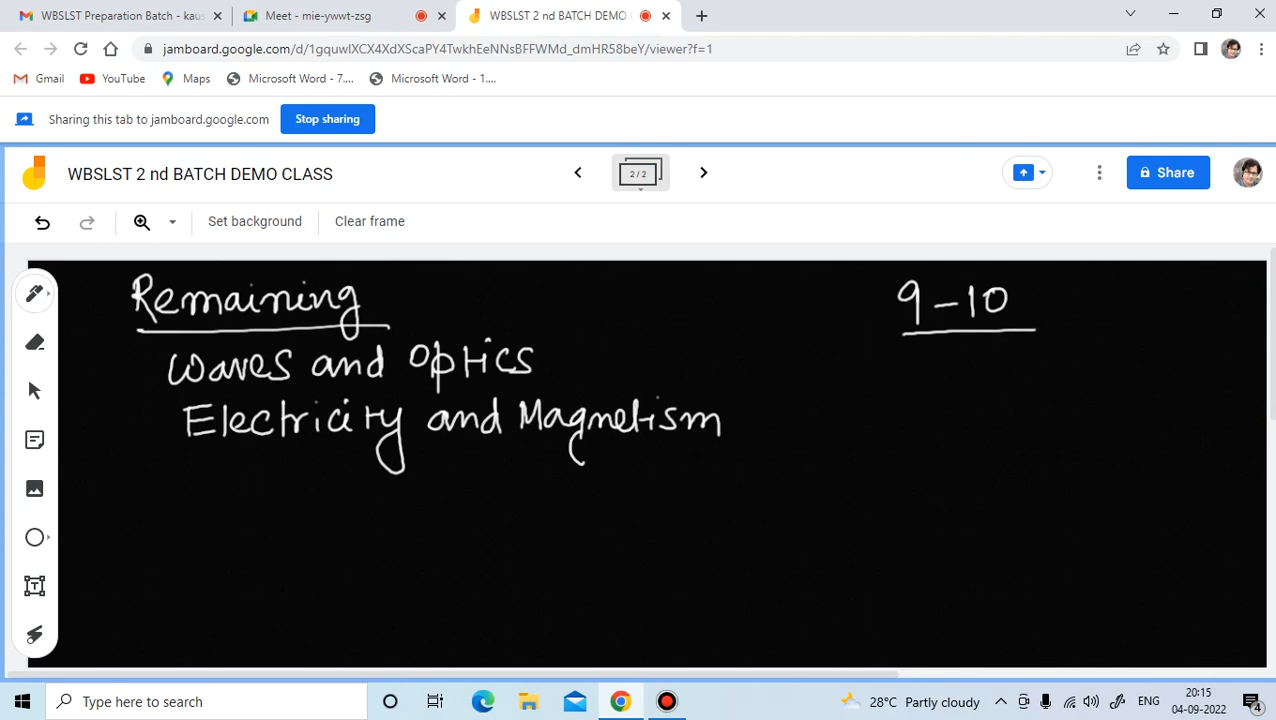 WBSLST Preparation Batch - kaus
Meet - mie-ywwt-zsg
WBSLST 2 nd BATCH DEMO
jamboard.google.com/d/1gquwlXCX4XdXScaPY4TwkhEeNNsBFFWMd_dmHR58beY/viewer?f=1
Gmail YouTube Maps Microsoft Word - 7.... Microsoft Word - 1....
Sharing this tab to jamboard.google.com Stop sharing
WBSLST 2 nd BATCH DEMO CLASS 2 / 2 Share
Set background Clear frame
Remaining 9-10
Waves and Optics
Electricity and Magnetism
Type here to search 28°C Partly cloudy ENG 20:15
04-09-2022 4